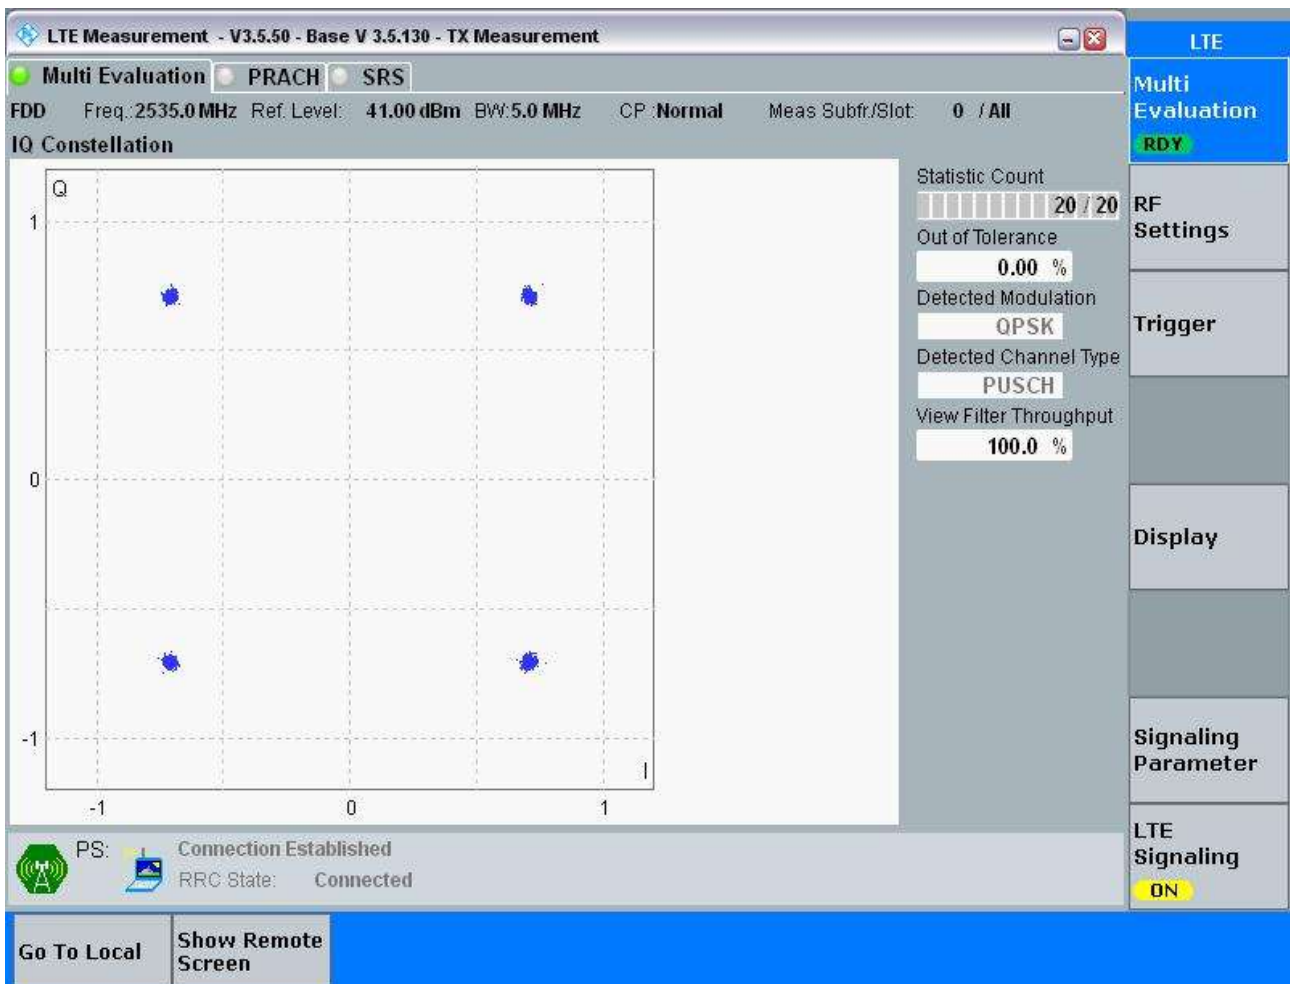 LTE Measurement - V3.5.50 - Base V 3.5.130 - TX Measurement
Multi Evaluation PRACH SRS
FDD Freq.:2535.0 MHz Ref. Level: 41.00 dBm BW:5.0 MHz CP :Normal Meas Subfr./Slot: 0 / All
IQ Constellation
Q
1
0
-1
I
-1 0 1
Statistic Count
20 / 20
Out of Tolerance
0.00 %
Detected Modulation
QPSK
Detected Channel Type
PUSCH
View Filter Throughput
100.0 %
PS: Connection Established
RRC State: Connected
LTE
Multi
Evaluation
RDY
RF
Settings
Trigger
Display
Signaling
Parameter
LTE
Signaling
ON
Go To Local
Show Remote
Screen